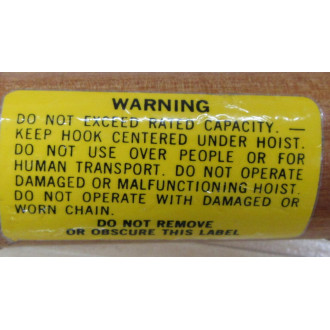 WARNING
DO NOT EXCEED RATED CAPACITY. —
KEEP HOOK CENTERED UNDER HOIST.
DO NOT USE OVER PEOPLE OR FOR
HUMAN TRANSPORT. DO NOT OPERATE
DAMAGED OR MALFUNCTIONING HOIST.
DO NOT OPERATE WITH DAMAGED OR
WORN CHAIN.
DO NOT REMOVE
OR OBSCURE THIS LABEL